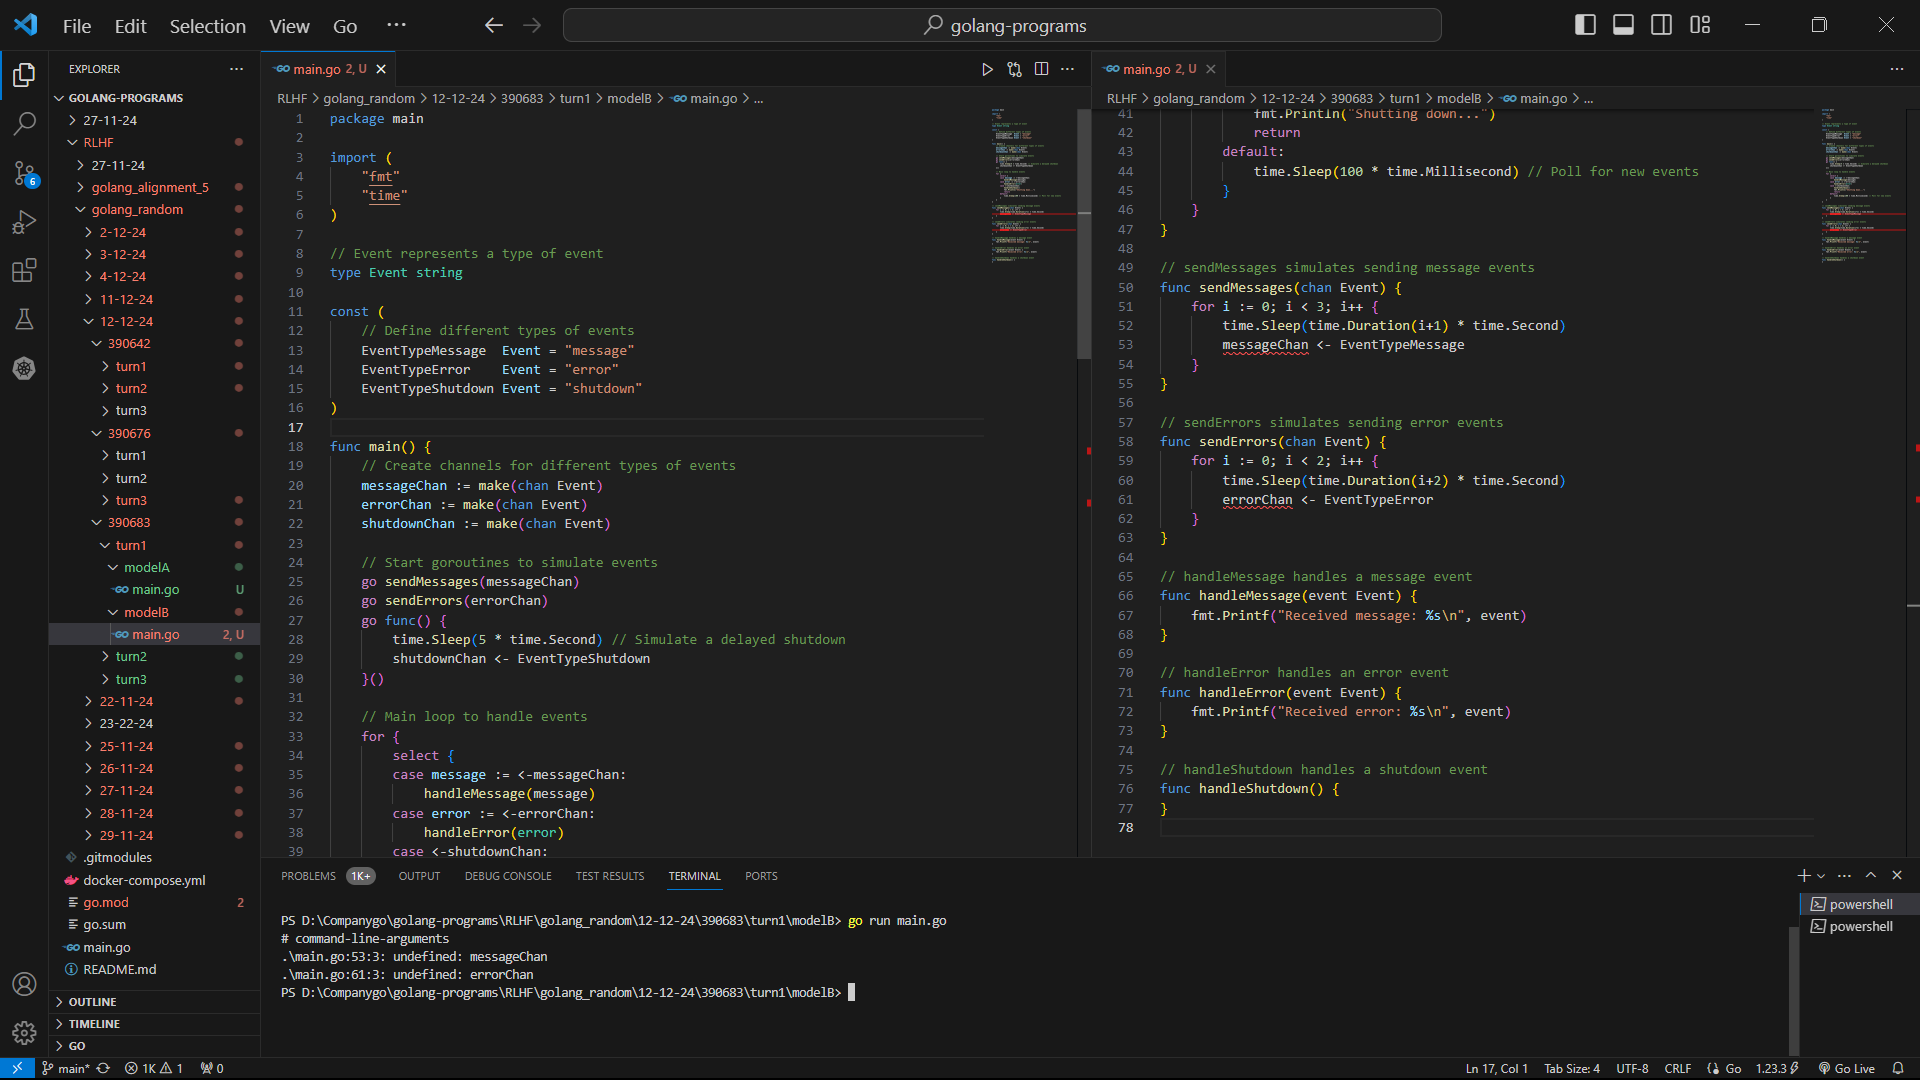 File Edit Selection View Go ···
golang-programs
EXPLORER
GOLANG-PROGRAMS
27-11-24
RLHF
27-11-24
golang_alignment_5
golang_random
2-12-24
3-12-24
4-12-24
11-12-24
12-12-24
390642
turn1
turn2
turn3
390676
turn1
turn2
turn3
390683
turn1
modelA
main.go U
modelB
main.go 2, U
turn2
turn3
22-11-24
23-22-24
25-11-24
26-11-24
27-11-24
28-11-24
29-11-24
.gitmodules
docker-compose.yml
go.mod 2
go.sum
main.go
README.md
OUTLINE
TIMELINE
GO
6
main.go 2, U
RLHF > golang_random > 12-12-24 > 390683 > turn1 > modelB > main.go > ...
1 package main
2
3 import (
4 "fmt"
5 "time"
6 )
7
8 // Event represents a type of event
9 type Event string
10
11 const (
12 // Define different types of events
13 EventTypeMessage  Event = "message"
14 EventTypeError    Event = "error"
15 EventTypeShutdown Event = "shutdown"
16 )
17
18 func main() {
19 // Create channels for different types of events
20 messageChan := make(chan Event)
21 errorChan := make(chan Event)
22 shutdownChan := make(chan Event)
23
24 // Start goroutines to simulate events
25 go sendMessages(messageChan)
26 go sendErrors(errorChan)
27 go func() {
28 time.Sleep(5 * time.Second) // Simulate a delayed shutdown
29 shutdownChan <- EventTypeShutdown
30 }()
31
32 // Main loop to handle events
33 for {
34 select {
35 case message := <-messageChan:
36 handleMessage(message)
37 case error := <-errorChan:
38 handleError(error)
39 case <-shutdownChan:
main.go 2, U
RLHF > golang_random > 12-12-24 > 390683 > turn1 > modelB > main.go > ...
41 fmt.Println("Shutting down...")
42 return
43 default:
44 time.Sleep(100 * time.Millisecond) // Poll for new events
45 }
46 }
47 }
48
49 // sendMessages simulates sending message events
50 func sendMessages(chan Event) {
51 for i := 0; i < 3; i++ {
52 time.Sleep(time.Duration(i+1) * time.Second)
53 messageChan <- EventTypeMessage
54 }
55 }
56
57 // sendErrors simulates sending error events
58 func sendErrors(chan Event) {
59 for i := 0; i < 2; i++ {
60 time.Sleep(time.Duration(i+2) * time.Second)
61 errorChan <- EventTypeError
62 }
63 }
64
65 // handleMessage handles a message event
66 func handleMessage(event Event) {
67 fmt.Printf("Received message: %s\n", event)
68 }
69
70 // handleError handles an error event
71 func handleError(event Event) {
72 fmt.Printf("Received error: %s\n", event)
73 }
74
75 // handleShutdown handles a shutdown event
76 func handleShutdown() {
77 }
78
PROBLEMS 1K+ OUTPUT DEBUG CONSOLE TEST RESULTS TERMINAL PORTS
PS D:\Companygo\golang-programs\RLHF\golang_random\12-12-24\390683\turn1\modelB> go run main.go
# command-line-arguments
.\main.go:53:3: undefined: messageChan
.\main.go:61:3: undefined: errorChan
PS D:\Companygo\golang-programs\RLHF\golang_random\12-12-24\390683\turn1\modelB>
powershell
powershell
main* 1K 1 0 Ln 17, Col 1 Tab Size: 4 UTF-8 CRLF Go 1.23.3 Go Live